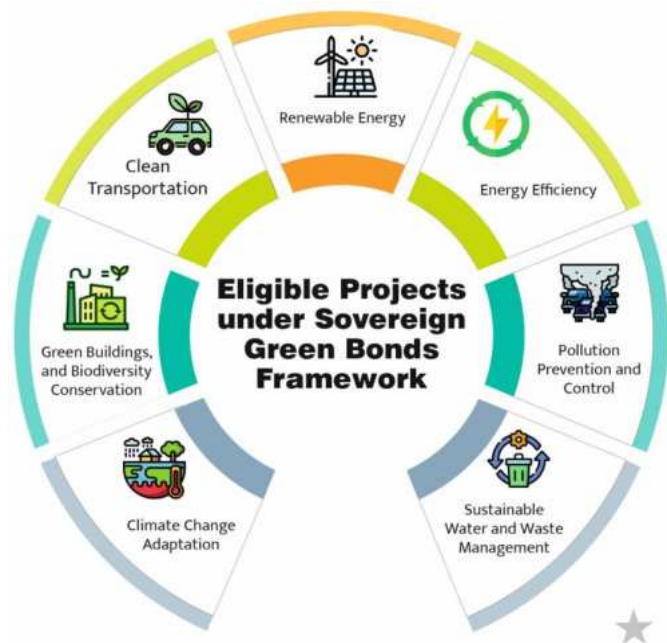 Renewable Energy
Clean
Transportation
Energy Efficiency
Eligible Projects
under Sovereign
Green Bonds
Framework
Green Buildings,
and Biodiversity
Conservation
Pollution
Prevention and
Control
Climate Change
Adaptation
Sustainable
Water and Waste
Management